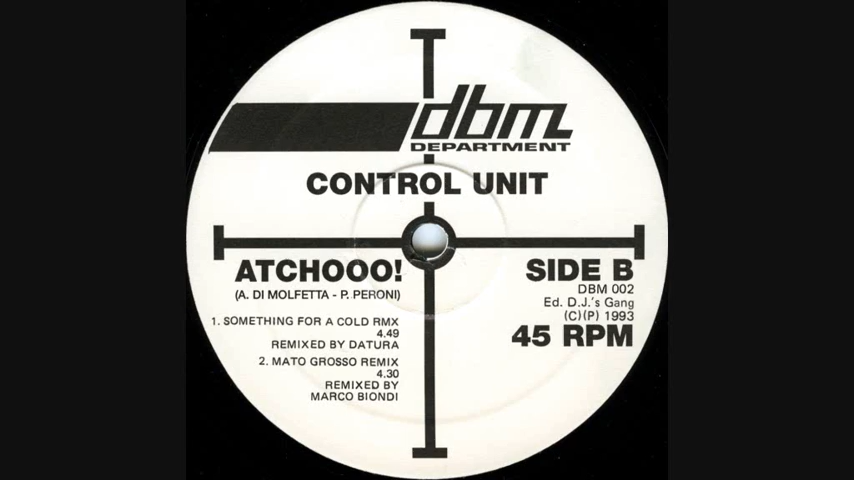 dbm
DEPARTMENT
CONTROL UNIT
ATCHOOO!
(A. DI MOLFETTA - P. PERONI)
1. SOMETHING FOR A COLD RMX
4.49
REMIXED BY DATURA
2. MATO GROSSO REMIX
4.30
REMIXED BY
MARCO BIONDI
SIDE B
DBM 002
Ed. D.J.'s Gang
(C)(P) 1993
45 RPM